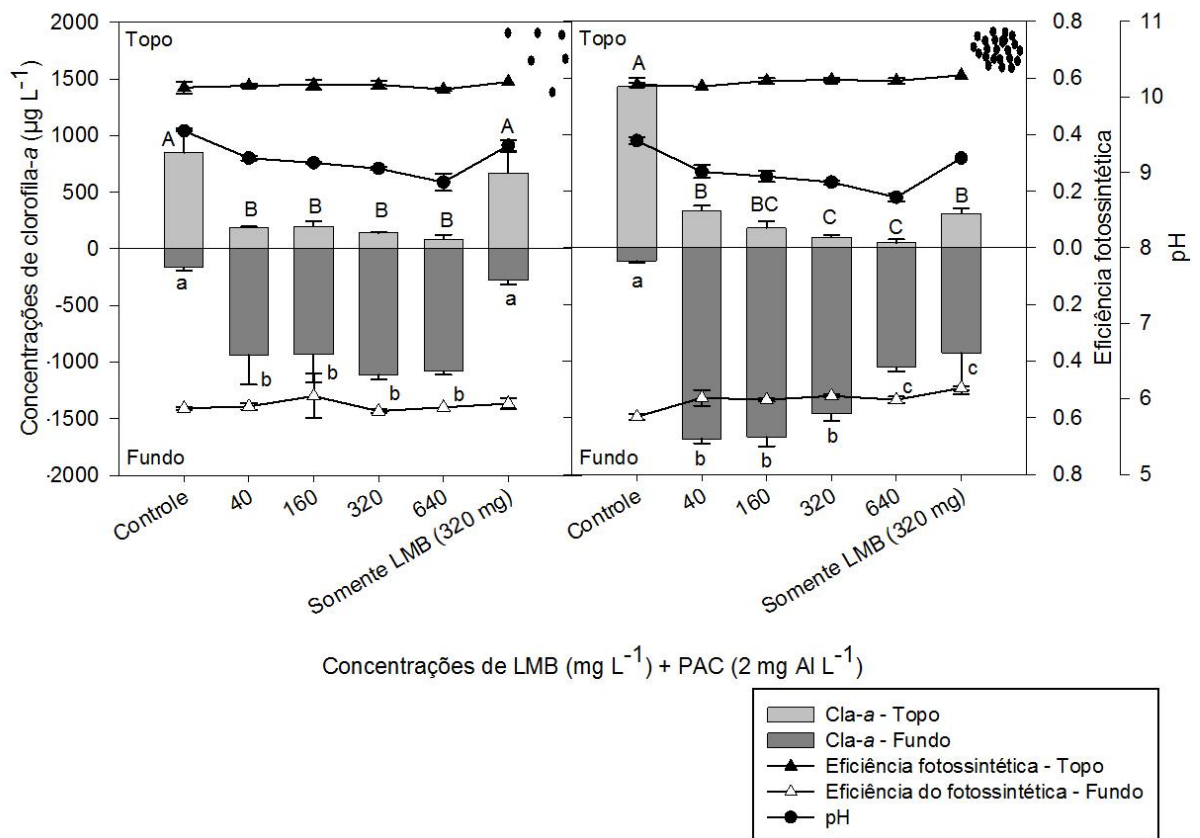 Concentrações de clorofila-a (µg L⁻¹)
2000
1500
1000
500
0
-500
-1000
-1500
-2000
Topo
A
B
B
B
B
A
a
b
b
b
b
a
Fundo
Topo
A
B
BC
C
C
B
a
b
b
b
c
c
Fundo
0.8
0.6
0.4
0.2
0.0
0.2
0.4
0.6
0.8
Eficiência fotossintética
11
10
9
8
7
6
5
pH
Controle
40
160
320
640
Somente LMB (320 mg)
Controle
40
160
320
640
Somente LMB (320 mg)
Concentrações de LMB (mg L⁻¹) + PAC (2 mg Al L⁻¹)
Cla-a - Topo
Cla-a - Fundo
Eficiência fotossintética - Topo
Eficiência do fotossintética - Fundo
pH